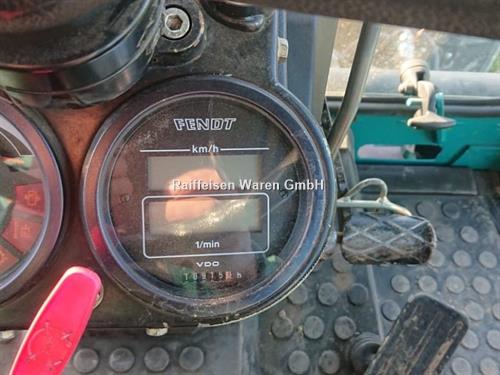 FENDT
km/h
Raiffeisen Waren GmbH
1/min
VDO